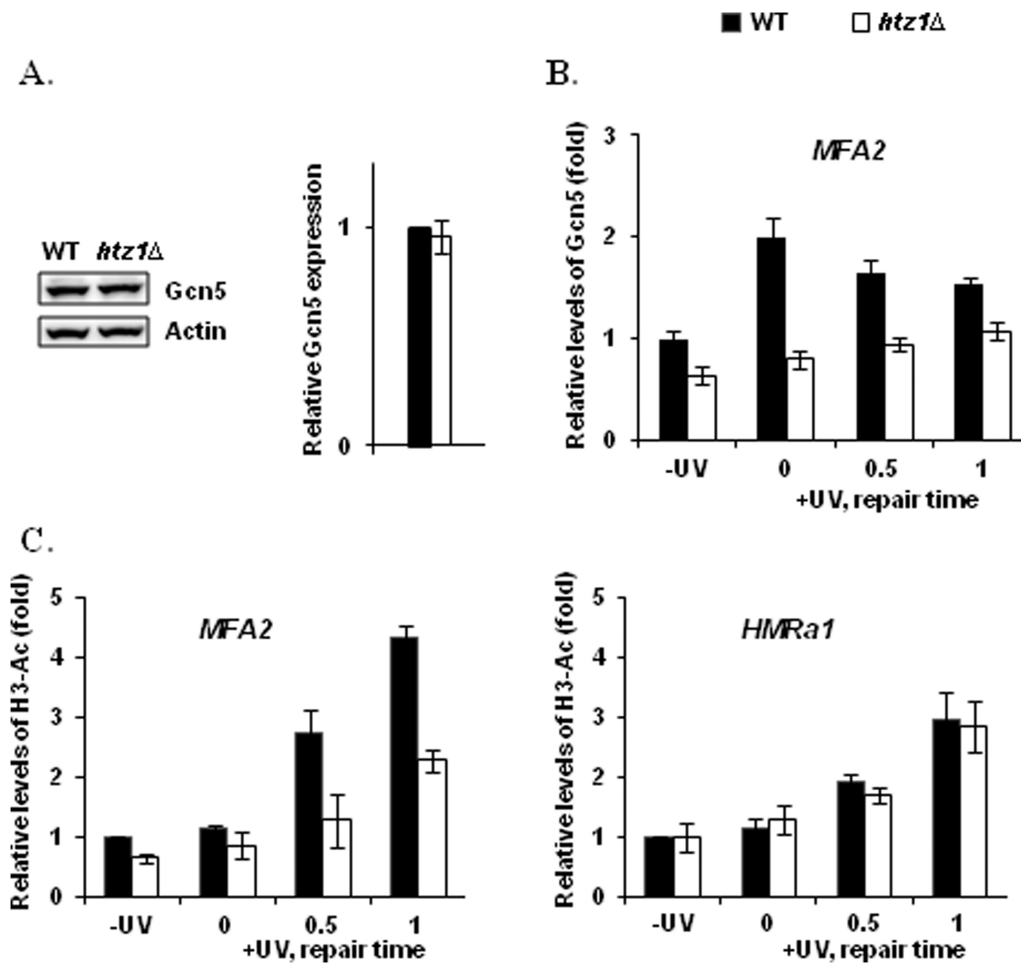 WT htz1Δ
A.
B.
WT htz1Δ
Gcn5
Actin
Relative Gcn5 expression
1
0
Relative levels of Gcn5 (fold)
MFA2
3
2
1
0
-UV 0 0.5 1
+UV, repair time
C.
Relative levels of H3-Ac (fold)
MFA2
5
4
3
2
1
0
-UV 0 0.5 1
+UV, repair time
Relative levels of H3-Ac (fold)
HMRa1
5
4
3
2
1
0
-UV 0 0.5 1
+UV, repair time